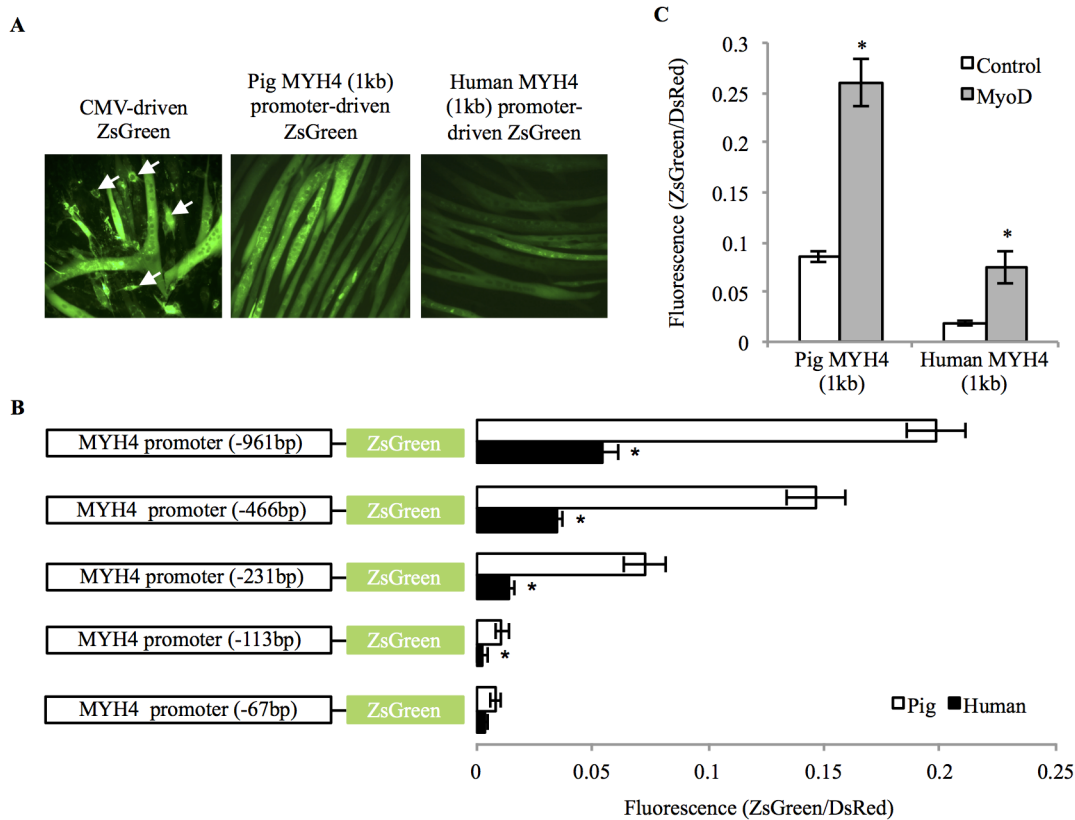 A
CMV-driven
ZsGreen
Pig MYH4 (1kb)
promoter-driven
ZsGreen
Human MYH4
(1kb) promoter-
driven ZsGreen
C
Fluorescence (ZsGreen/DsRed)
0.3
0.25
0.2
0.15
0.1
0.05
0
*
*
Control
MyoD
Pig MYH4
(1kb)
Human MYH4
(1kb)
B
MYH4 promoter (-961bp)
ZsGreen
*
MYH4 promoter (-466bp)
ZsGreen
*
MYH4 promoter (-231bp)
ZsGreen
*
MYH4 promoter (-113bp)
ZsGreen
*
MYH4 promoter (-67bp)
ZsGreen
Pig
Human
0
0.05
0.1
0.15
0.2
0.25
Fluorescence (ZsGreen/DsRed)